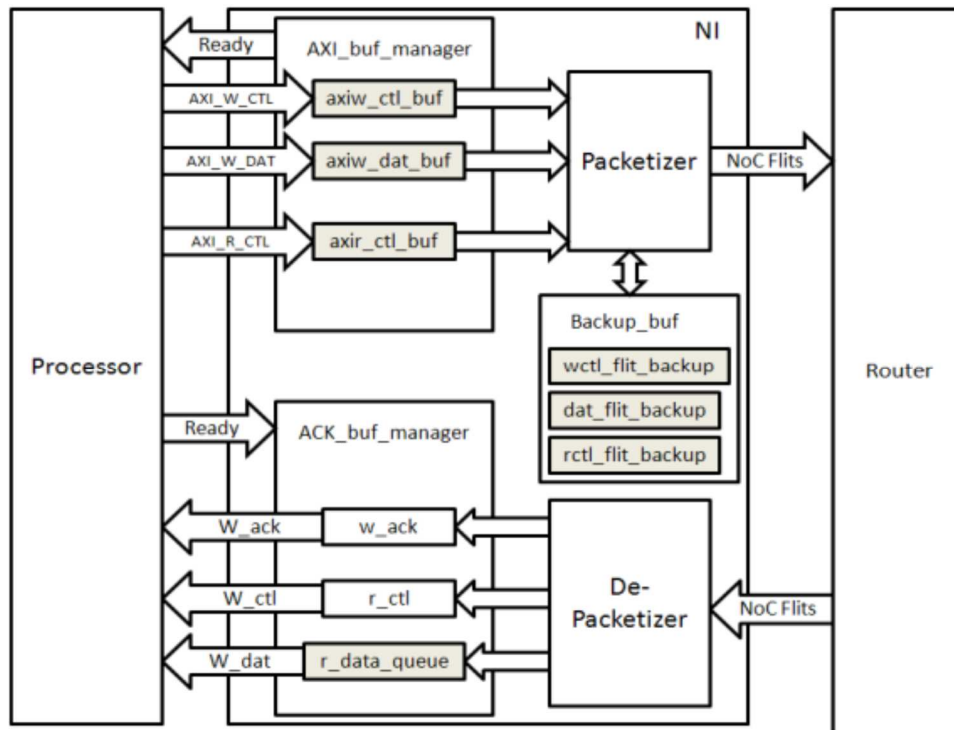 NI
Ready
AXI_buf_manager
AXI_W_CTL
axiw_ctl_buf
AXI_W_DAT
axiw_dat_buf
Packetizer
NoC Flits
AXI_R_CTL
axir_ctl_buf
Backup_buf
Processor
wctl_flit_backup
Router
dat_flit_backup
Ready
ACK_buf_manager
rctl_flit_backup
W_ack
w_ack
De-
Packetizer
W_ctl
r_ctl
NoC Flits
W_dat
r_data_queue